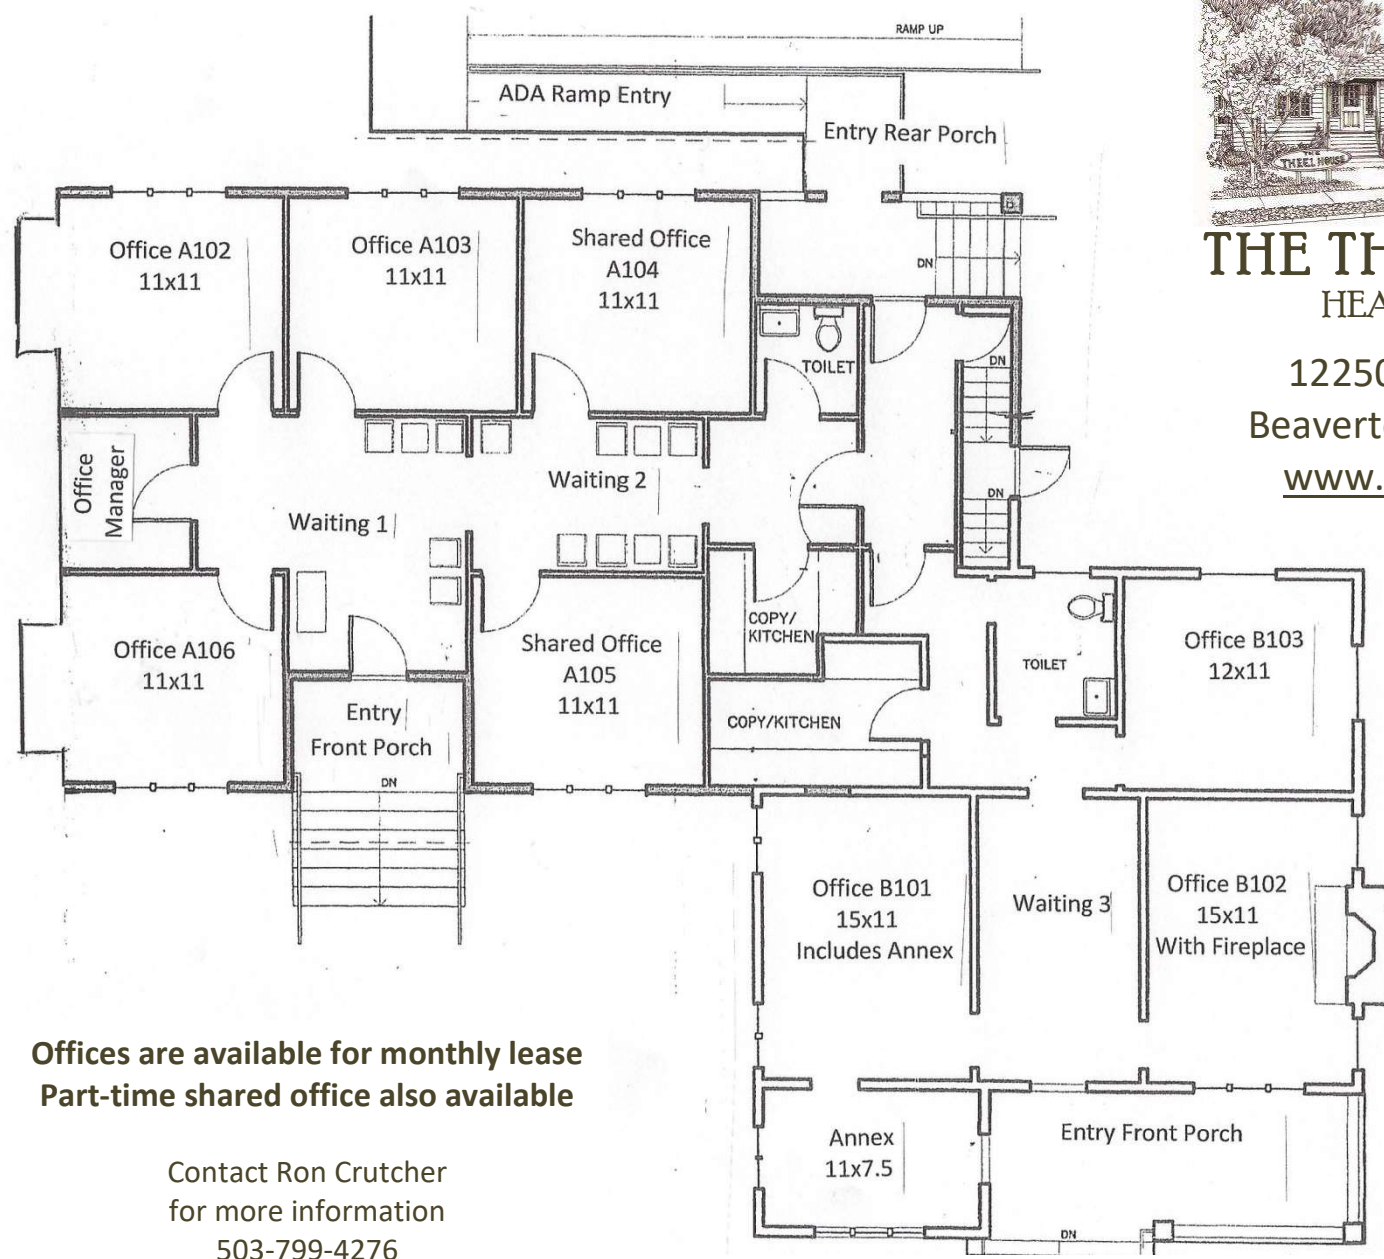 RAMP UP
ADA Ramp Entry
Entry Rear Porch
THE THEEL HOUSE
THE TH
HEA
12250
Beavert
www.
Office A102
11x11
Office A103
11x11
Shared Office
A104
11x11
DN
TOILET
DN
Office
Manager
Waiting 1
Waiting 2
DN
Office A106
11x11
Shared Office
A105
11x11
COPY/
KITCHEN
COPY/KITCHEN
TOILET
Office B103
12x11
Entry
Front Porch
DN
Office B101
15x11
Includes Annex
Waiting 3
Office B102
15x11
With Fireplace
Annex
11x7.5
Entry Front Porch
DN
Offices are available for monthly lease
Part-time shared office also available
Contact Ron Crutcher
for more information
503-799-4276